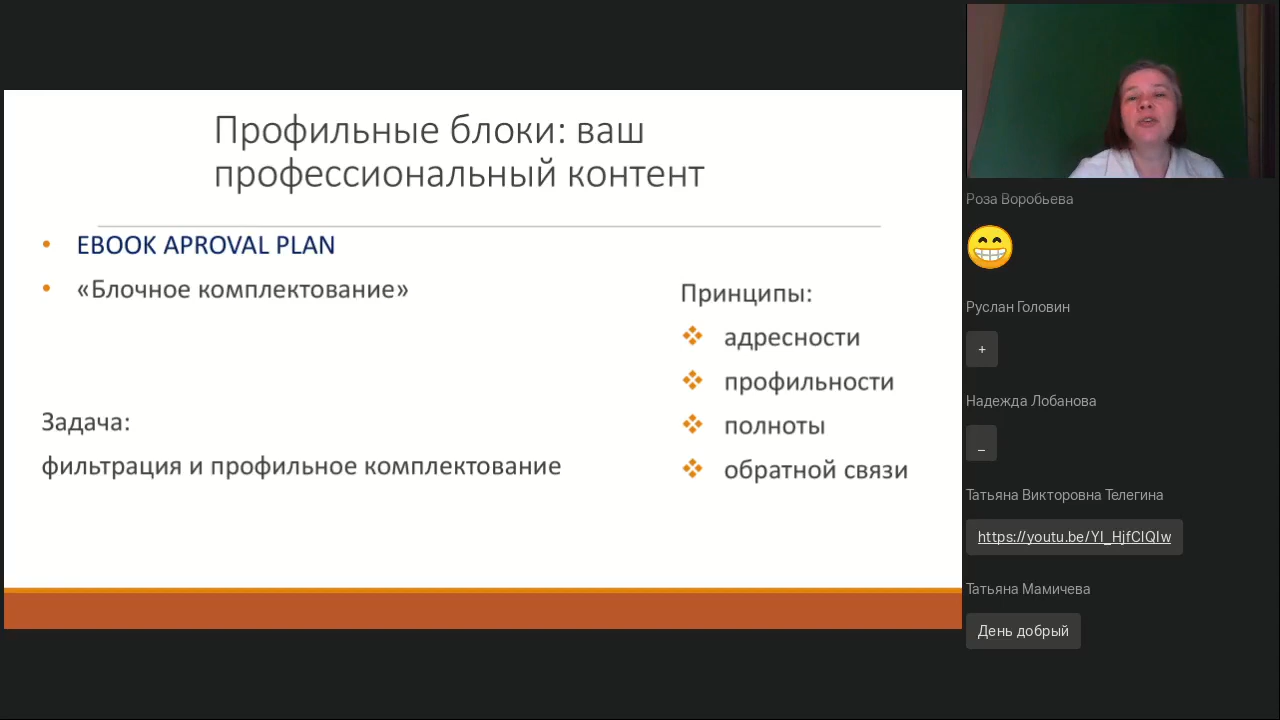 Профильные блоки: ваш
профессиональный контент
EBOOK APROVAL PLAN
«Блочное комплектование»
Задача:
фильтрация и профильное комплектование
Принципы:
адресности
профильности
полноты
обратной связи
Роза Воробьева
Руслан Головин
+
Надежда Лобанова
_
Татьяна Викторовна Телегина
https://youtu.be/YI_HjfClQIw
Татьяна Мамичева
День добрый